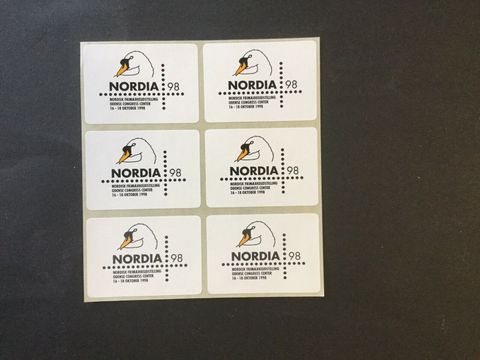 NORDIA 98
NORDISK FRIMÆRKEUDSTILLING
ODENSE CONGRESS CENTER
16 - 18 OKTOBER 1998
NORDIA 98
NORDISK FRIMÆRKEUDSTILLING
ODENSE CONGRESS CENTER
16 - 18 OKTOBER 1998
NORDIA 98
NORDISK FRIMÆRKEUDSTILLING
ODENSE CONGRESS CENTER
16 - 18 OKTOBER 1998
NORDIA 98
NORDISK FRIMÆRKEUDSTILLING
ODENSE CONGRESS CENTER
16 - 18 OKTOBER 1998
NORDIA 98
NORDISK FRIMÆRKEUDSTILLING
ODENSE CONGRESS CENTER
16 - 18 OKTOBER 1998
NORDIA 98
NORDISK FRIMÆRKEUDSTILLING
ODENSE CONGRESS CENTER
16 - 18 OKTOBER 1998